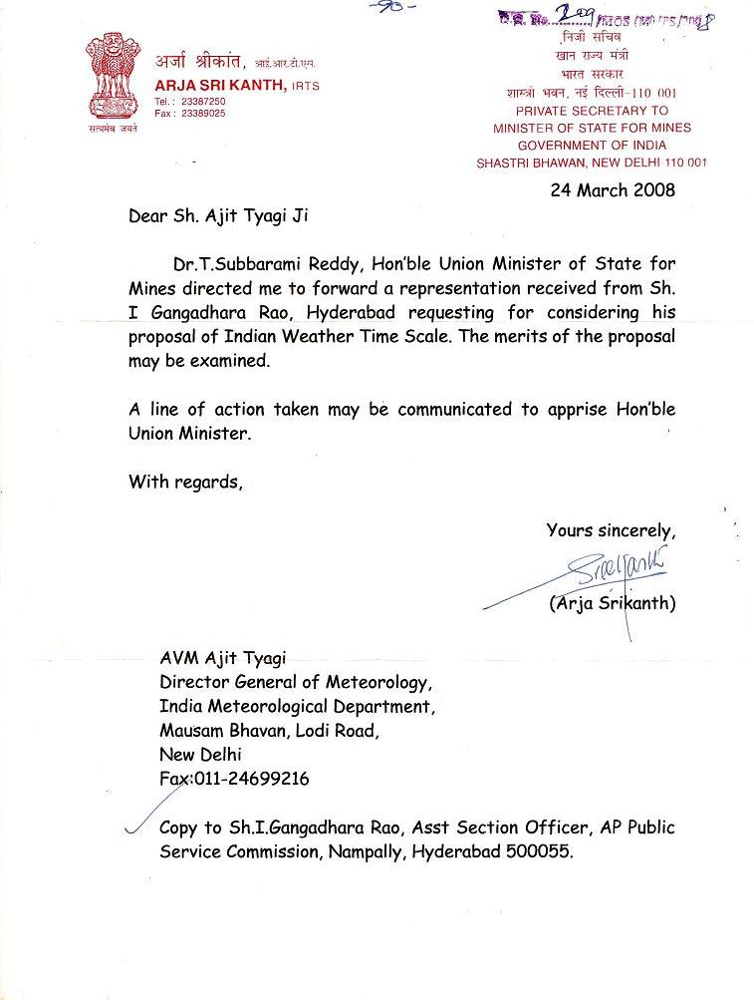 -90-
209
अर्जा श्रीकांत, आई.आर.टी.एस.
ARJA SRI KANTH, IRTS
Tel. : 23387250
Fax : 23389025
सत्यमेव जयते
निजी सचिव
खान राज्य मंत्री
भारत सरकार
शास्त्री भवन, नई दिल्ली-110 001
PRIVATE SECRETARY TO
MINISTER OF STATE FOR MINES
GOVERNMENT OF INDIA
SHASTRI BHAWAN, NEW DELHI-110 001
24 March 2008
Dear Sh. Ajit Tyagi Ji
Dr.T.Subbarami Reddy, Hon'ble Union Minister of State for
Mines directed me to forward a representation received from Sh.
I Gangadhara Rao, Hyderabad requesting for considering his
proposal of Indian Weather Time Scale. The merits of the proposal
may be examined.
A line of action taken may be communicated to apprise Hon'ble
Union Minister.
With regards,
Yours sincerely,
(Arja Srikanth)
AVM Ajit Tyagi
Director General of Meteorology,
India Meteorological Department,
Mausam Bhavan, Lodi Road,
New Delhi
Fax:011-24699216
Copy to Sh.I.Gangadhara Rao, Asst Section Officer, AP Public
Service Commission, Nampally, Hyderabad 500055.